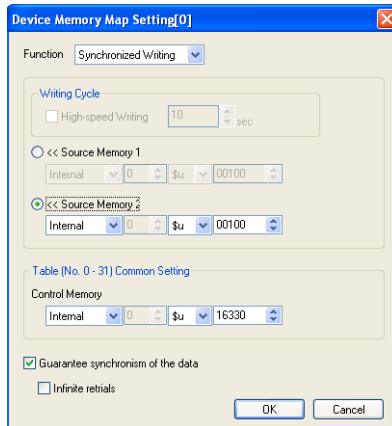 Device Memory Map Setting[0]
Function Synchronized Writing
Writing Cycle
High-speed Writing 10 sec
<< Source Memory 1
Internal 0 $u 00100
<< Source Memory 2
Internal 0 $u 00100
Table (No. 0 - 31) Common Setting
Control Memory
Internal 0 $u 16330
Guarantee synchronism of the data
Infinite retrials
OK Cancel